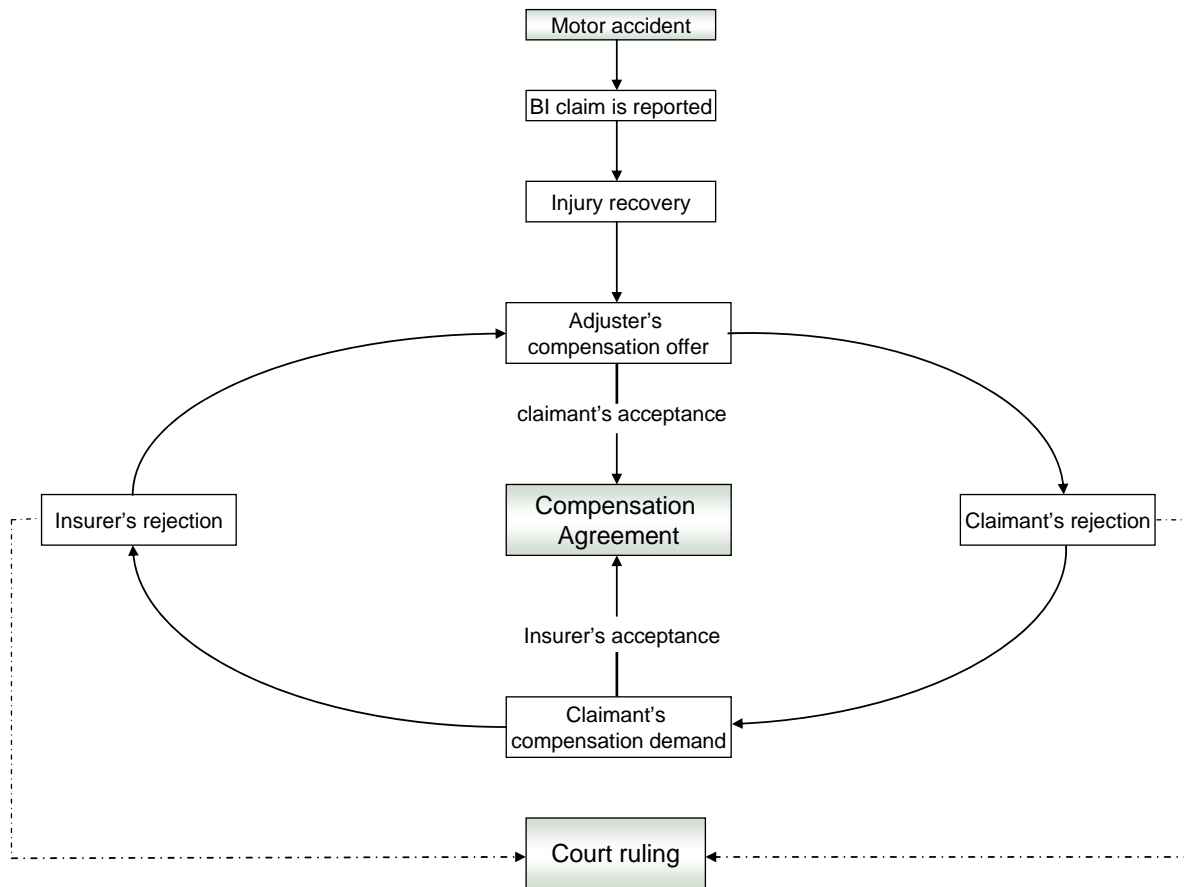 Motor accident
BI claim is reported
Injury recovery
Adjuster's
compensation offer
claimant's acceptance
Insurer's rejection
Compensation
Agreement
Claimant's rejection
Insurer's acceptance
Claimant's
compensation demand
Court ruling